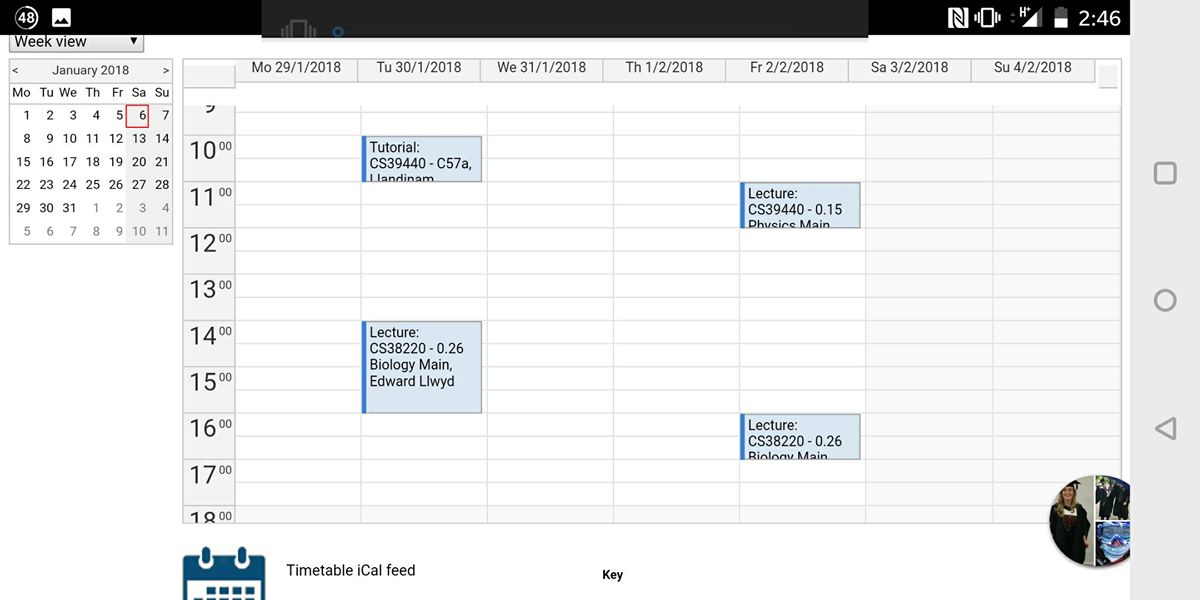 48
H+
2:46
Week view
< January 2018 >
Mo Tu We Th Fr Sa Su
1 2 3 4 5 6 7
8 9 10 11 12 13 14
15 16 17 18 19 20 21
22 23 24 25 26 27 28
29 30 31 1 2 3 4
5 6 7 8 9 10 11
Mo 29/1/2018 Tu 30/1/2018 We 31/1/2018 Th 1/2/2018 Fr 2/2/2018 Sa 3/2/2018 Su 4/2/2018
9
10 00
Tutorial:
CS39440 - C57a,
Llandinam
11 00
Lecture:
CS39440 - 0.15
Physics Main
12 00
13 00
14 00
Lecture:
CS38220 - 0.26
Biology Main,
Edward Llwyd
15 00
16 00
Lecture:
CS38220 - 0.26
Biology Main
17 00
18 00
Timetable iCal feed
Key